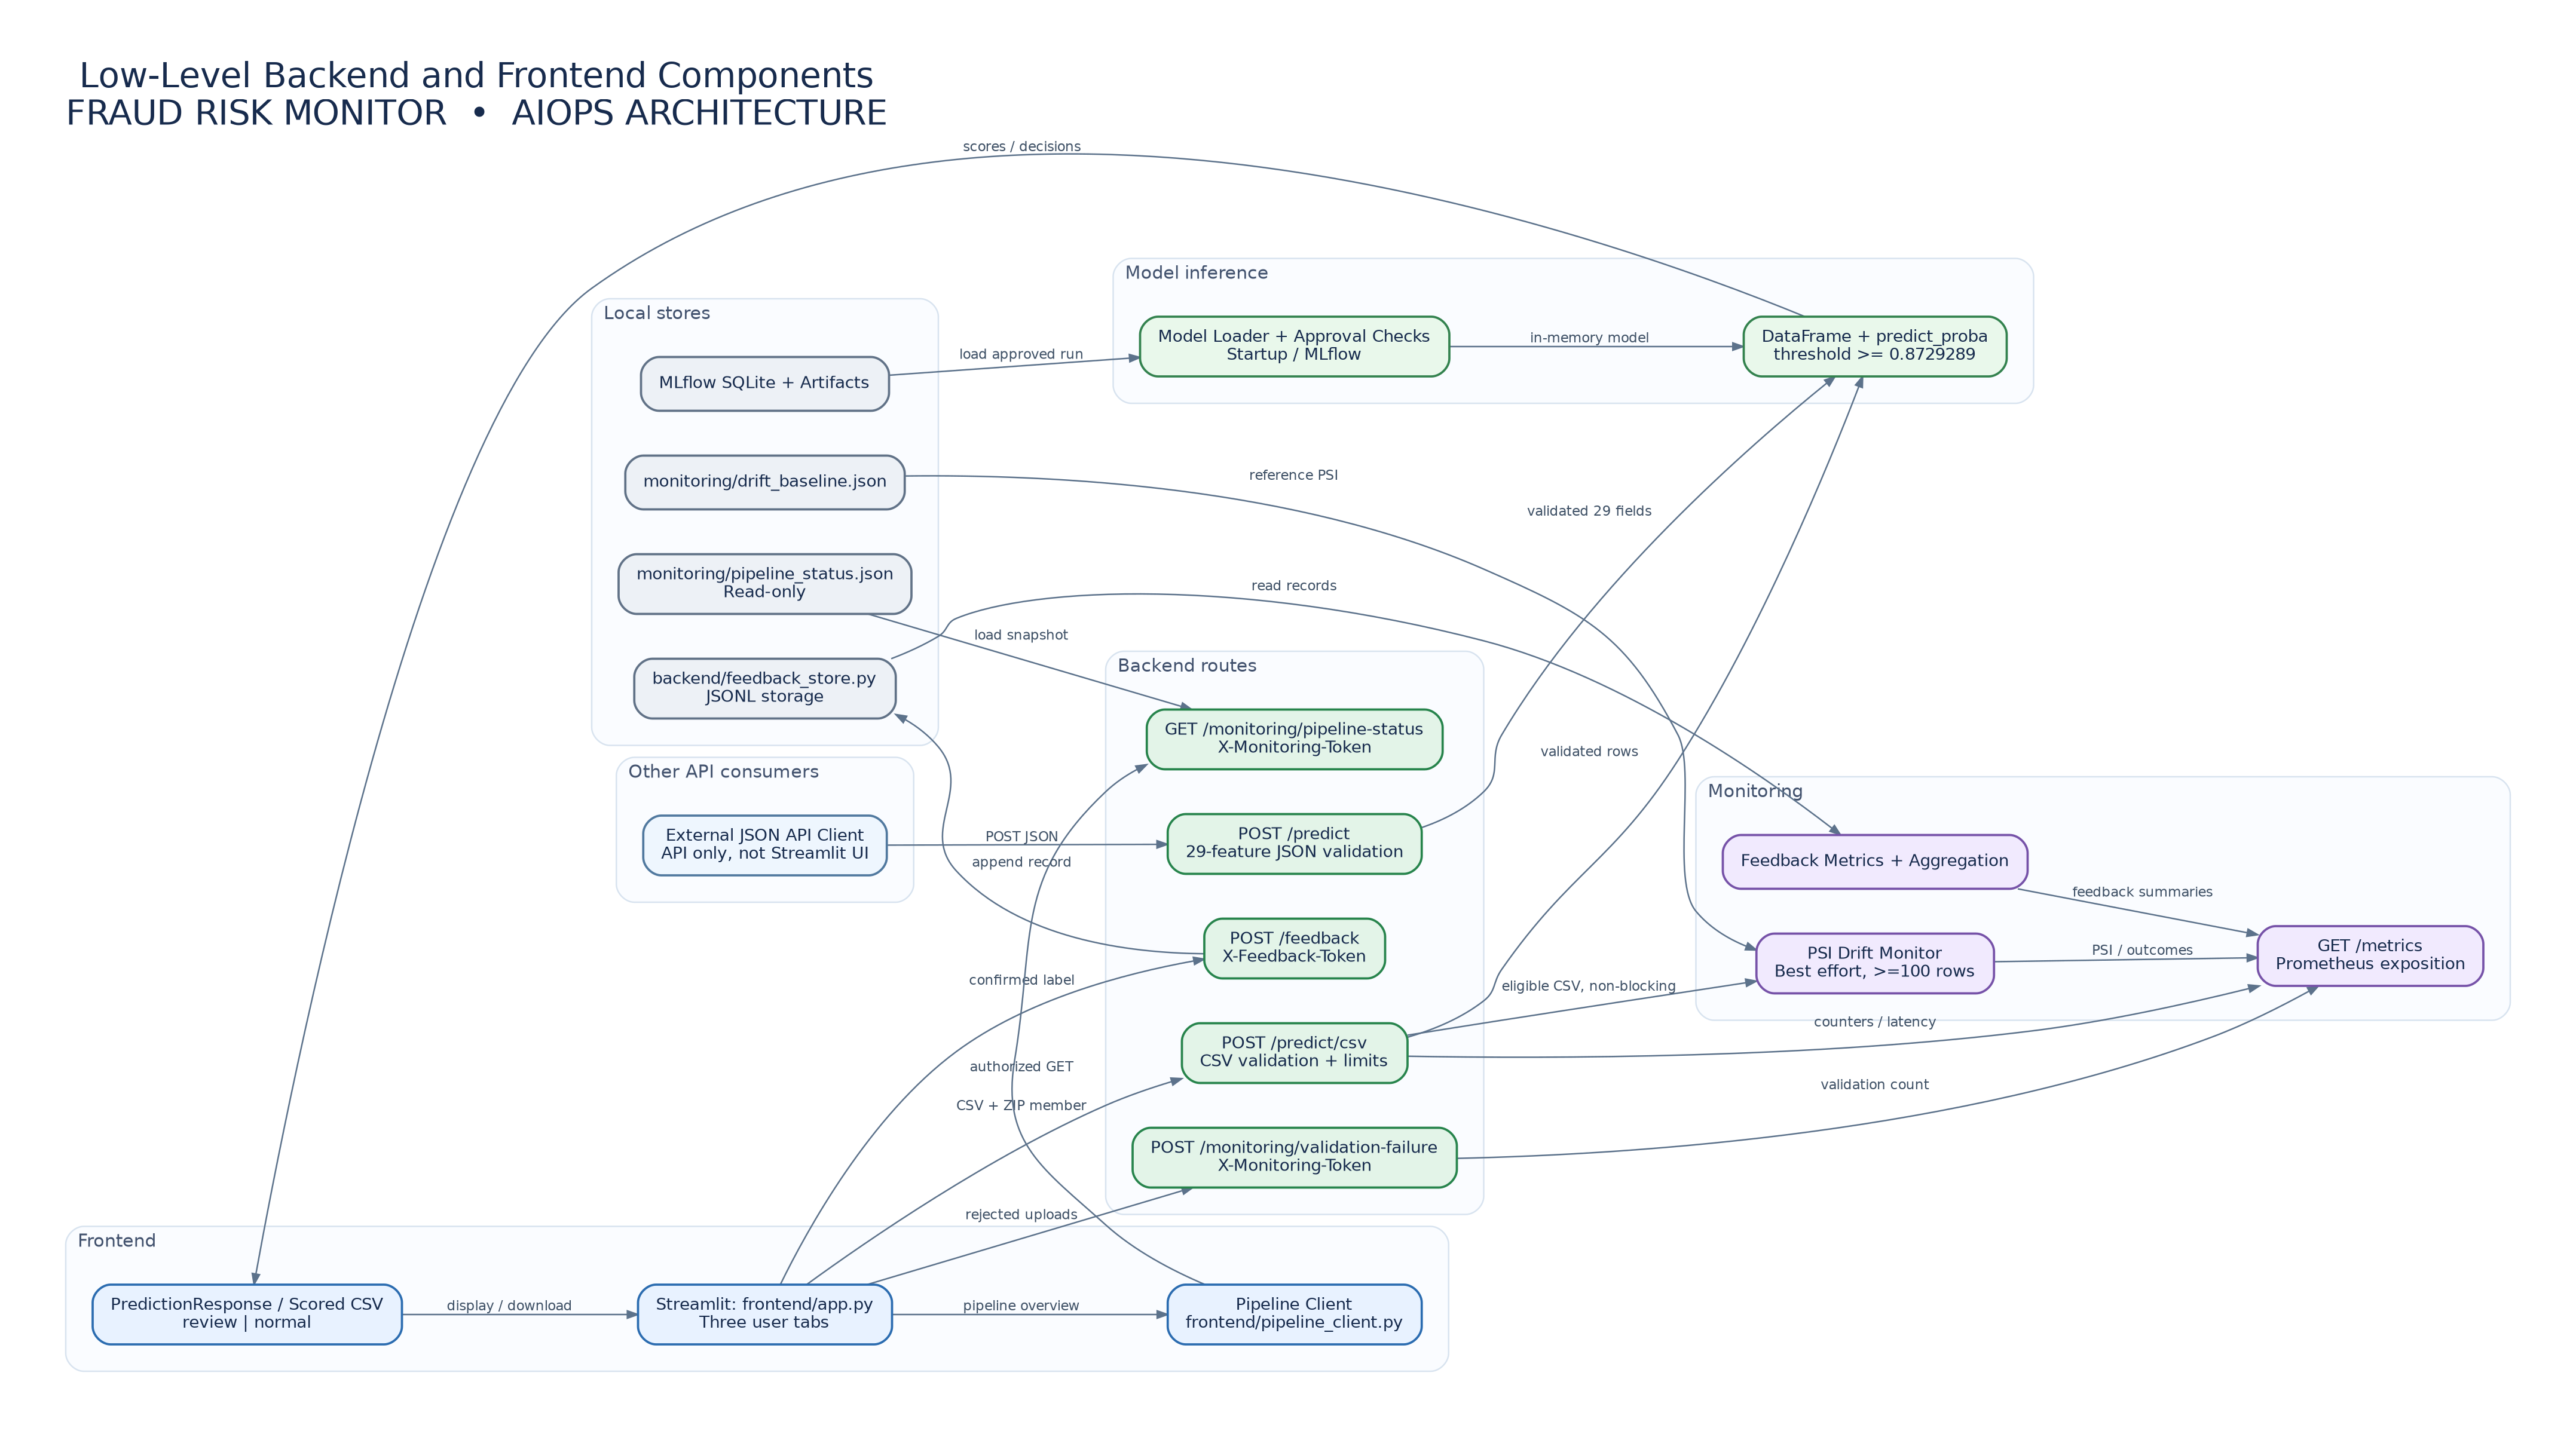 Low-Level Backend and Frontend Components
FRAUD RISK MONITOR • AIOPS ARCHITECTURE
scores / decisions
Model inference
Model Loader + Approval Checks
Startup / MLflow
in-memory model
DataFrame + predict_proba
threshold >= 0.8729289
Local stores
MLflow SQLite + Artifacts
load approved run
monitoring/drift_baseline.json
reference PSI
monitoring/pipeline_status.json
Read-only
load snapshot
backend/feedback_store.py
JSONL storage
read records
validated 29 fields
validated rows
Backend routes
GET /monitoring/pipeline-status
X-Monitoring-Token
POST /predict
29-feature JSON validation
POST /feedback
X-Feedback-Token
POST /predict/csv
CSV validation + limits
POST /monitoring/validation-failure
X-Monitoring-Token
Other API consumers
External JSON API Client
API only, not Streamlit UI
POST JSON
append record
confirmed label
authorized GET
CSV + ZIP member
rejected uploads
Monitoring
Feedback Metrics + Aggregation
feedback summaries
PSI Drift Monitor
Best effort, >=100 rows
PSI / outcomes
GET /metrics
Prometheus exposition
eligible CSV, non-blocking
counters / latency
validation count
Frontend
PredictionResponse / Scored CSV
review | normal
display / download
Streamlit: frontend/app.py
Three user tabs
pipeline overview
Pipeline Client
frontend/pipeline_client.py